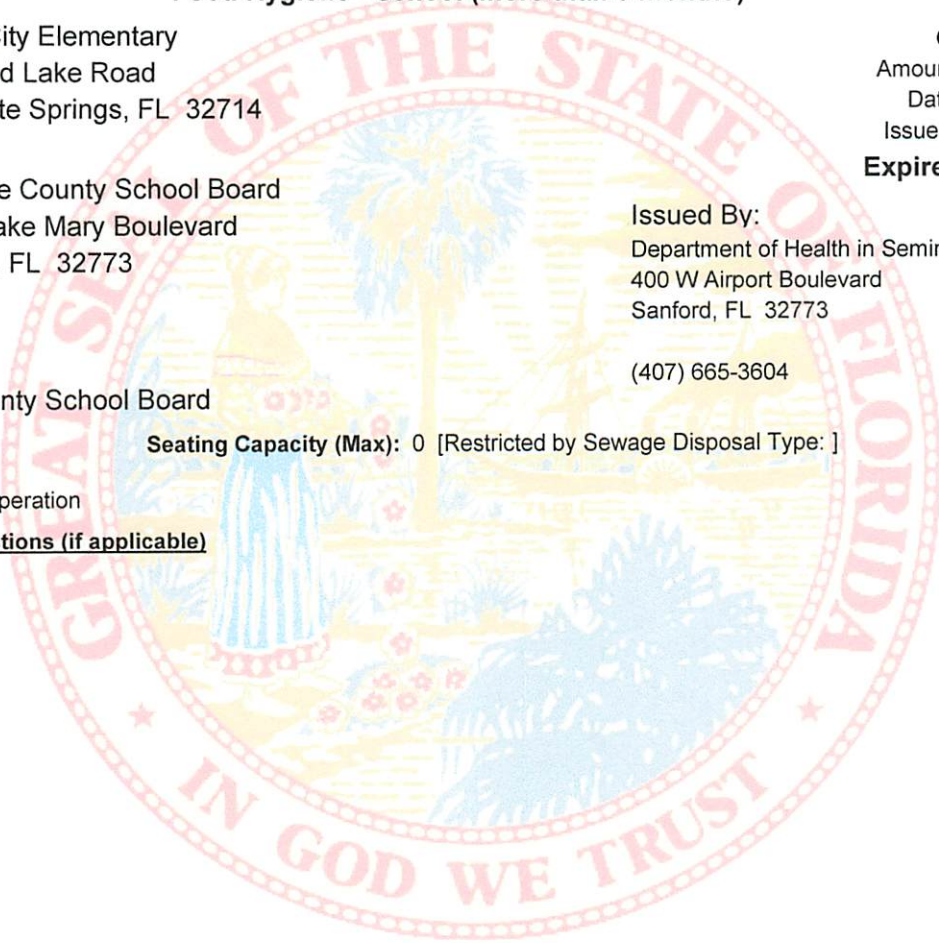 City Elementary
d Lake Road
te Springs, FL 32714
e County School Board
ake Mary Boulevard
FL 32773
nty School Board
Amour
Dat
Issue
Expire
Issued By:
Department of Health in Semin
400 W Airport Boulevard
Sanford, FL 32773
(407) 665-3604
Seating Capacity (Max): 0 [Restricted by Sewage Disposal Type: ]
peration
tions (if applicable)
GREAT SEAL OF THE STATE OF FLORIDA
IN GOD WE TRUST